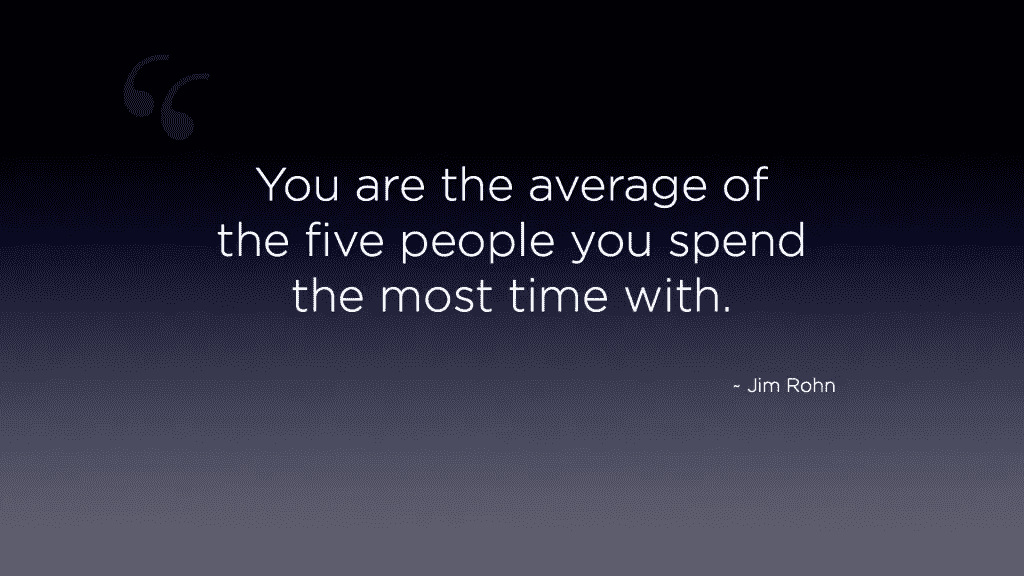 “
You are the average of
the five people you spend
the most time with.
~ Jim Rohn